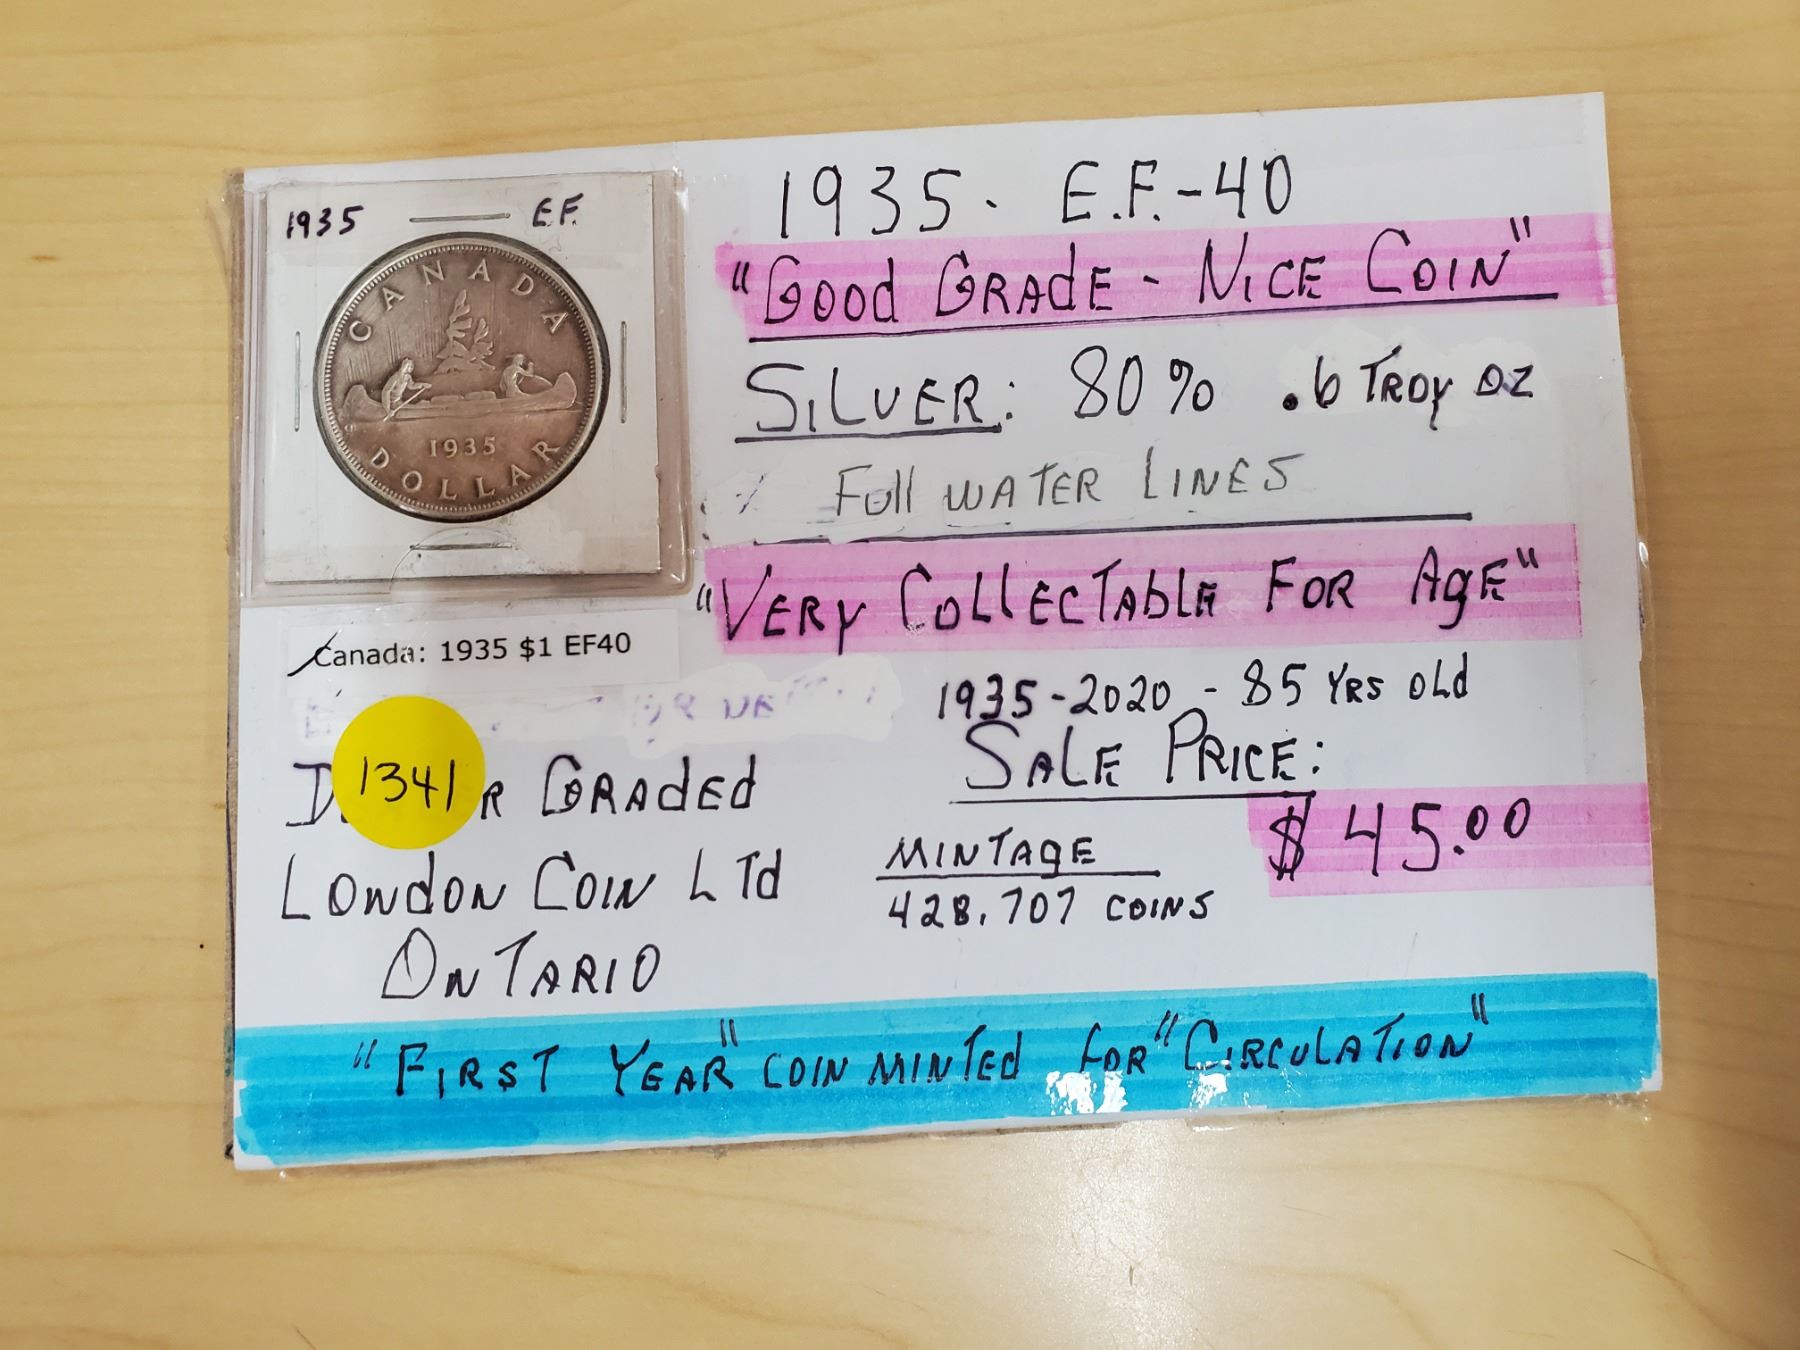 1935 E.F.
CANADA
1935
DOLLAR
Canada: 1935 $1 EF40
1341
R GRADED
LONDON COIN LTd
ONTARIO
1935. E.F.-40
"GOOD GRADE - NICE COIN"
SILVER: 80% .6 TROY OZ
FUll WATER LINES
"VERY COLLECTABLE FOR AGE"
1935-2020 - 85 YRS OLd
SALE PRICE:
$45.00
MINTAGE
428,707 COINS
"FIRST YEAR" COIN MINTED FOR "CIRCULATION"